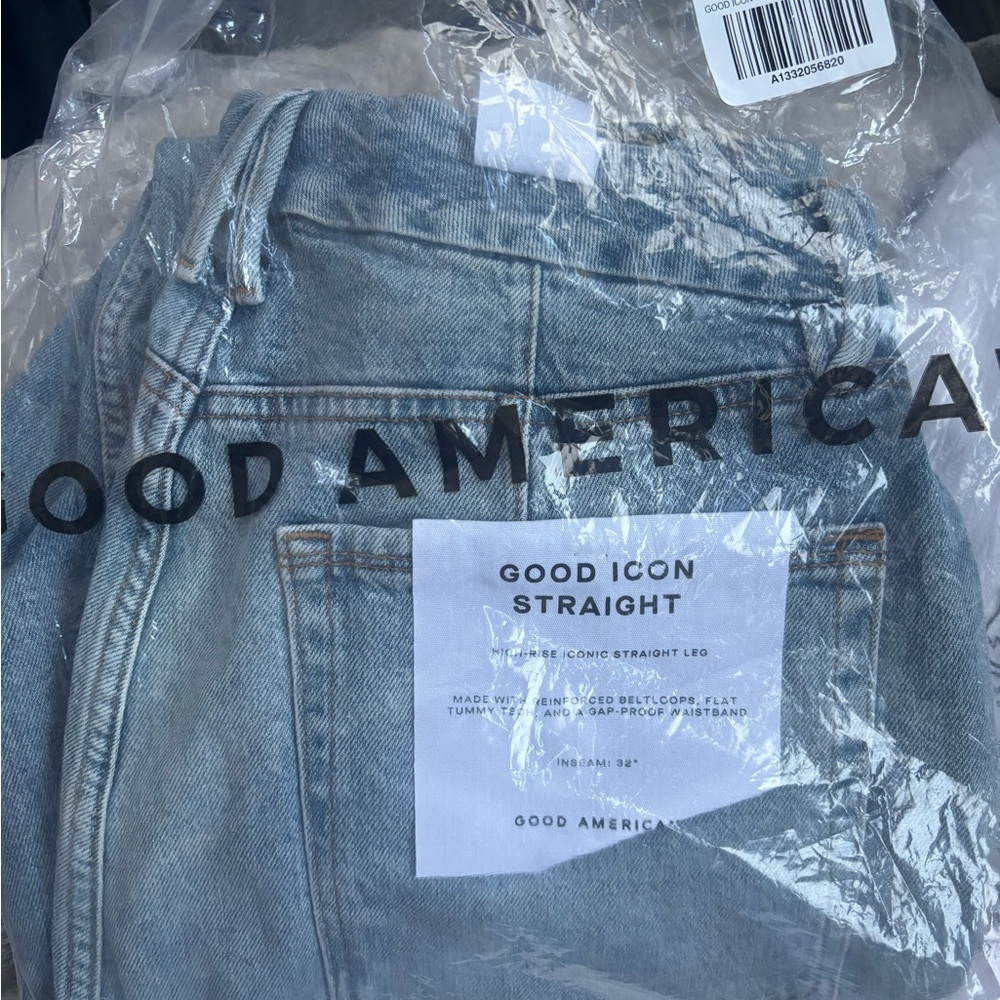 GOOD ICON
A1332056820
GOOD AMERICA
GOOD ICON
STRAIGHT
HIGH-RISE ICONIC STRAIGHT LEG
MADE WITH REINFORCED BELTLOOPS, FLAT
TUMMY TECH, AND A GAP-PROOF WAISTBAND
INSEAM: 32"
GOOD AMERICAN